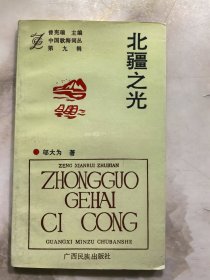 曾宪瑞 主编
中国歌海词丛
第九辑
北疆之光
邬大为 著
ZENG XIANRUI ZHUBIAN
ZHONGGUO
GEHAI
CI CONG
GUANGXI MINZU CHUBANSHE
广西民族出版社